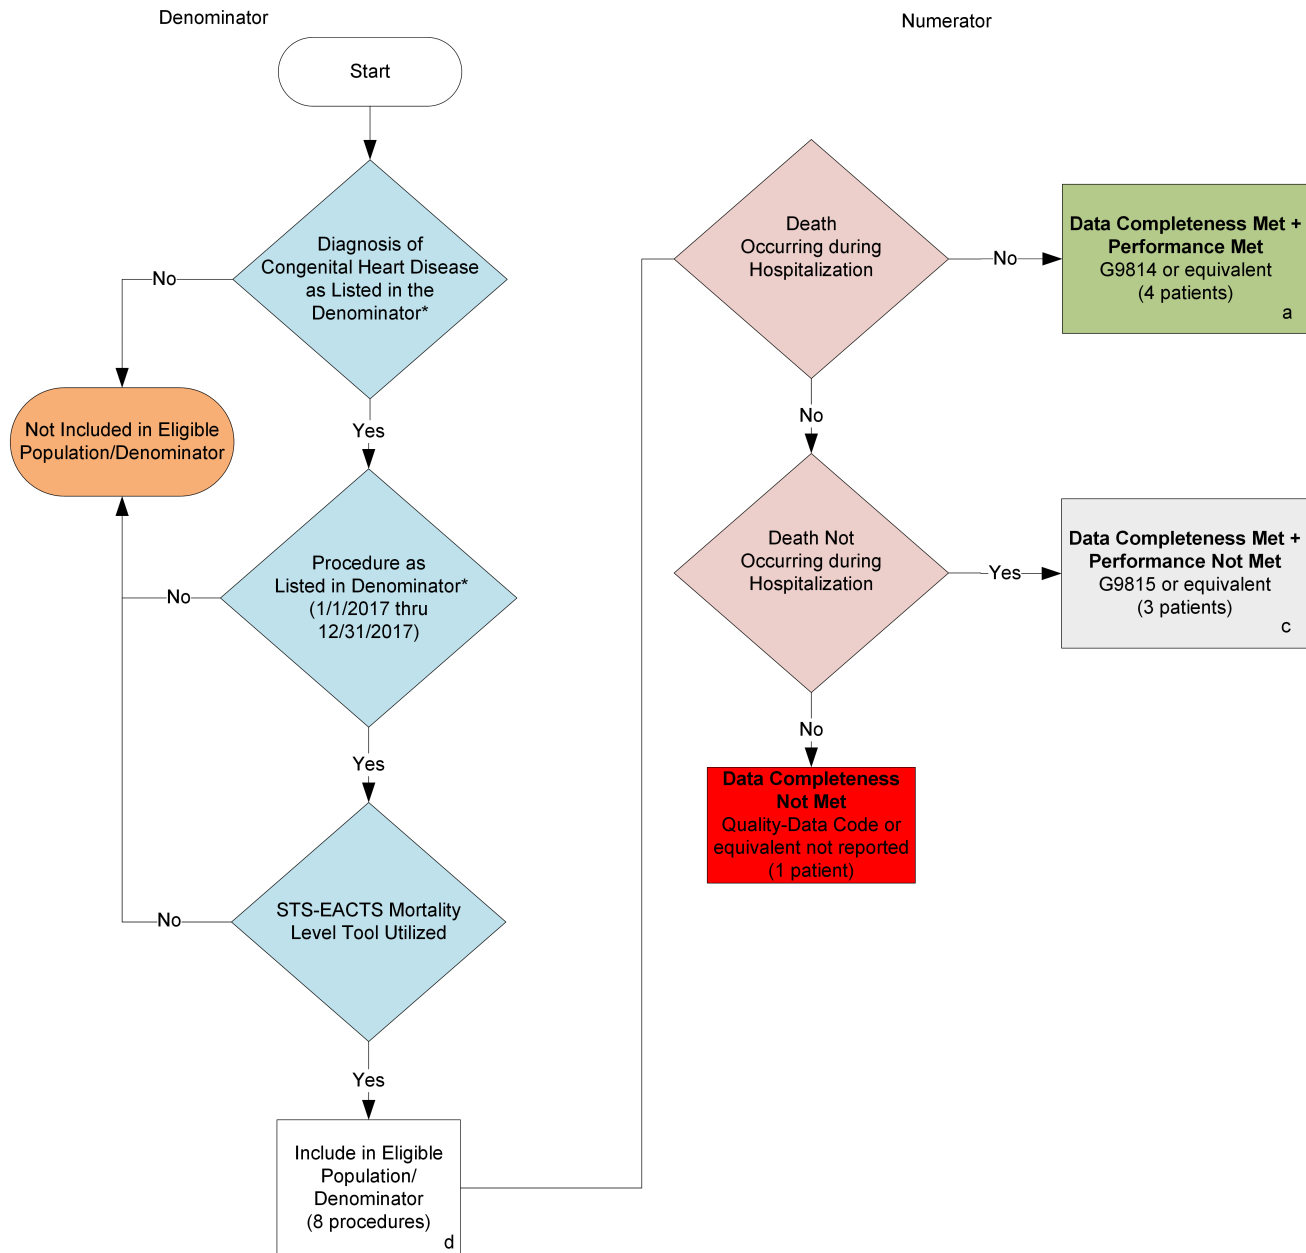 Denominator
Numerator
Start
Diagnosis of
Congenital Heart Disease
as Listed in the
Denominator*
No
Yes
Not Included in Eligible
Population/Denominator
Procedure as
Listed in Denominator*
(1/1/2017 thru
12/31/2017)
No
Yes
STS-EACTS Mortality
Level Tool Utilized
No
Yes
Include in Eligible
Population/
Denominator
(8 procedures)
d
Death
Occurring during
Hospitalization
No
Data Completeness Met +
Performance Met
G9814 or equivalent
(4 patients)
a
No
Death Not
Occurring during
Hospitalization
Yes
Data Completeness Met +
Performance Not Met
G9815 or equivalent
(3 patients)
c
No
Data Completeness
Not Met
Quality-Data Code or
equivalent not reported
(1 patient)